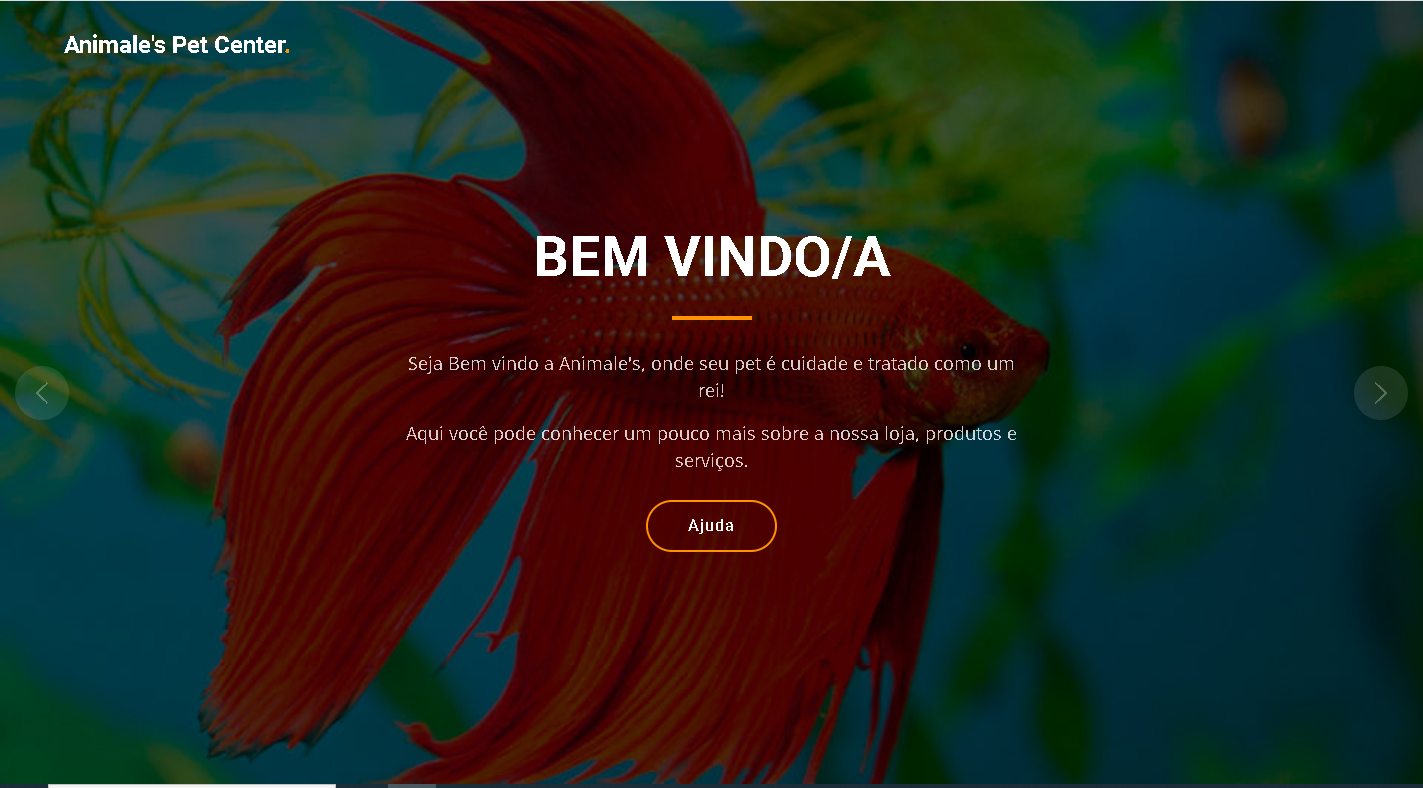 Animale's Pet Center.
BEM VINDO/A
Seja Bem vindo a Animale's, onde seu pet é cuidade e tratado como um
rei!
Aqui você pode conhecer um pouco mais sobre a nossa loja, produtos e
serviços.
Ajuda